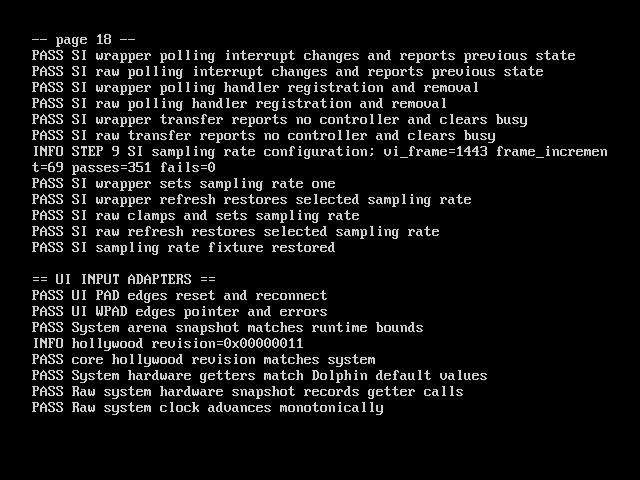 -- page 18 --
PASS SI wrapper polling interrupt changes and reports previous state
PASS SI raw polling interrupt changes and reports previous state
PASS SI wrapper polling handler registration and removal
PASS SI raw polling handler registration and removal
PASS SI wrapper transfer reports no controller and clears busy
PASS SI raw transfer reports no controller and clears busy
INFO STEP 9 SI sampling rate configuration; vi_frame=1443 frame_incremen
t=69 passes=351 fails=0
PASS SI wrapper sets sampling rate one
PASS SI wrapper refresh restores selected sampling rate
PASS SI raw clamps and sets sampling rate
PASS SI raw refresh restores selected sampling rate
PASS SI sampling rate fixture restored
== UI INPUT ADAPTERS ==
PASS UI PAD edges reset and reconnect
PASS UI WPAD edges pointer and errors
PASS System arena snapshot matches runtime bounds
INFO hollywood revision=0x00000011
PASS core hollywood revision matches system
PASS System hardware getters match Dolphin default values
PASS Raw system hardware snapshot records getter calls
PASS Raw system clock advances monotonically